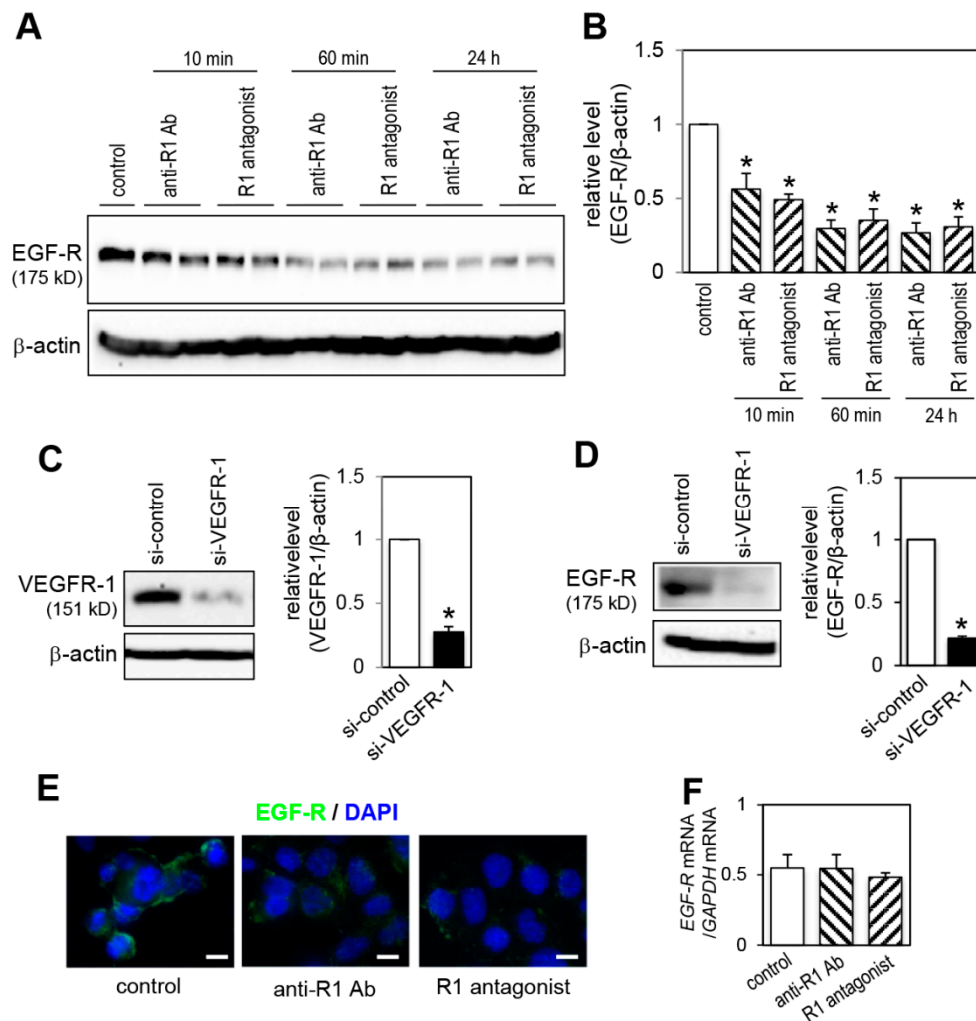 A
10 min
60 min
24 h
control
anti-R1 Ab
R1 antagonist
anti-R1 Ab
R1 antagonist
anti-R1 Ab
R1 antagonist
EGF-R
(175 kD)
β-actin
B
1.5
1
0.5
0
relative level
(EGF-R/β-actin)
*
*
*
*
*
*
control
anti-R1 Ab
R1 antagonist
anti-R1 Ab
R1 antagonist
anti-R1 Ab
R1 antagonist
10 min
60 min
24 h
C
si-control
si-VEGFR-1
VEGFR-1
(151 kD)
β-actin
relativelevel
(VEGFR-1/β-actin)
1.5
1
0.5
0
*
si-control
si-VEGFR-1
D
si-control
si-VEGFR-1
EGF-R
(175 kD)
β-actin
relativelevel
(EGF-R/β-actin)
1.5
1
0.5
0
*
si-control
si-VEGFR-1
E
EGF-R / DAPI
control
anti-R1 Ab
R1 antagonist
F
EGF-R mRNA
/GAPDH mRNA
1
0.5
0
control
anti-R1 Ab
R1 antagonist